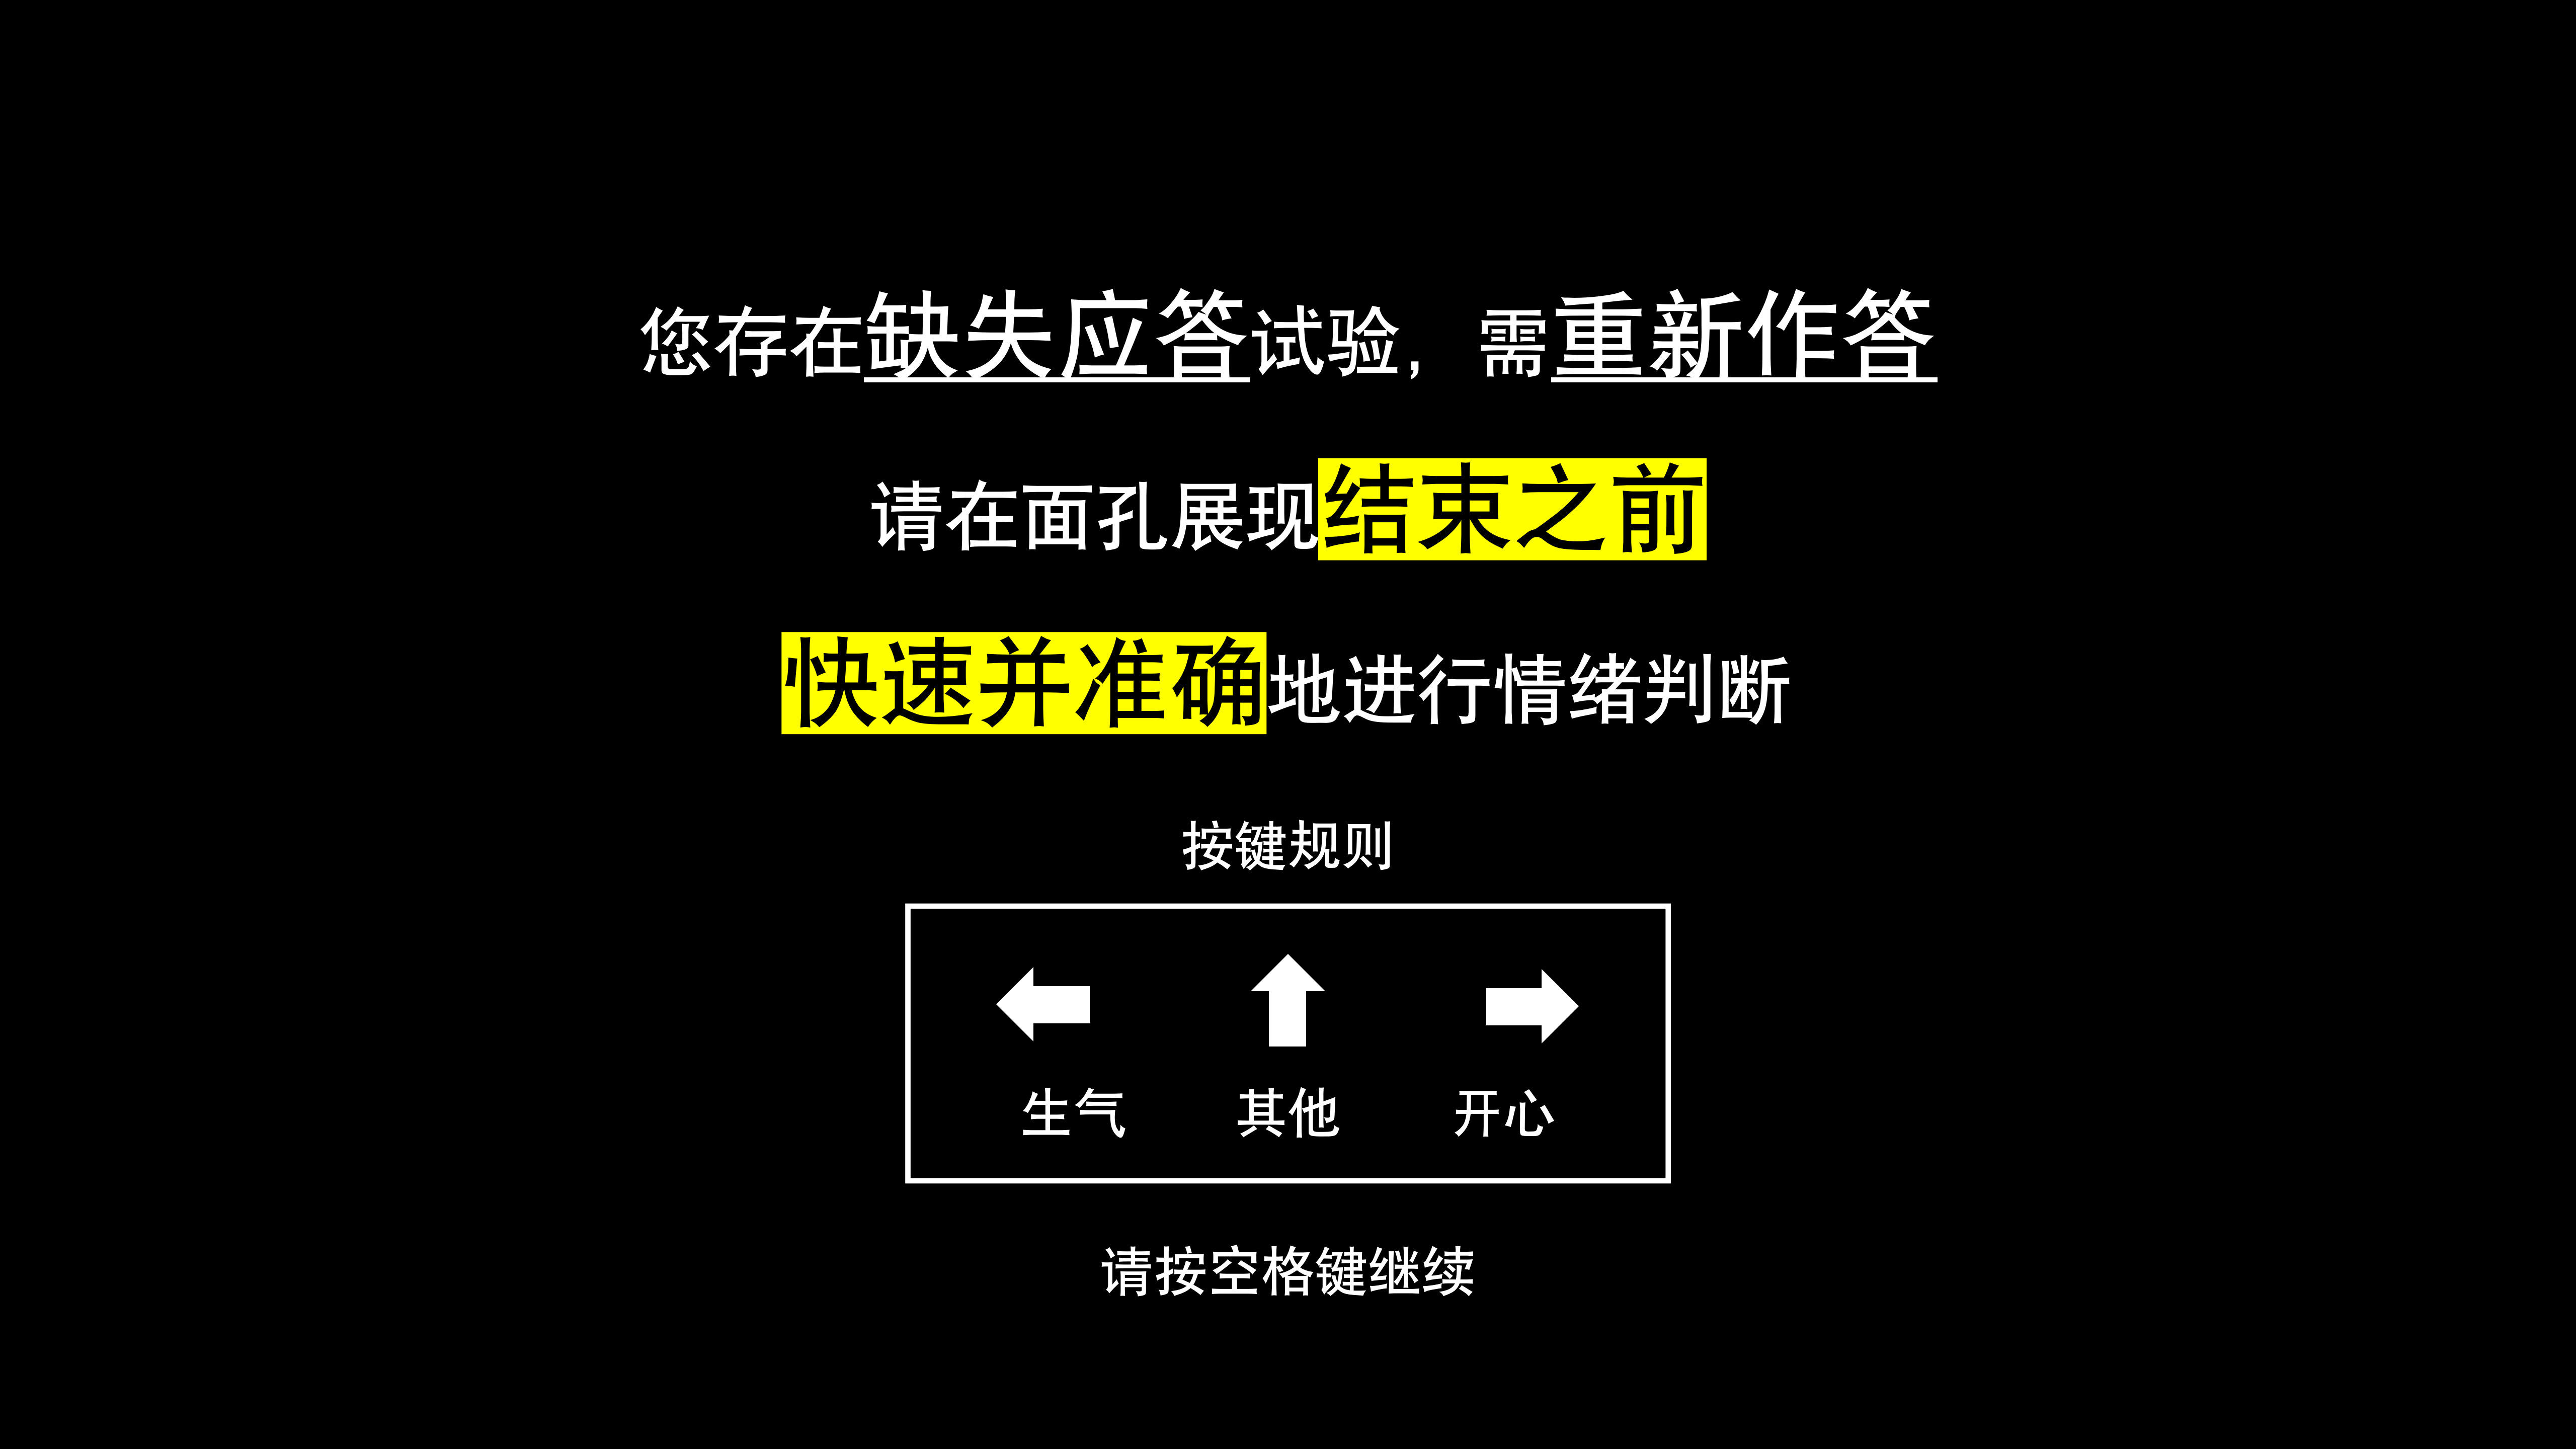 您存在缺失应答试验，需重新作答
请在面孔展现结束之前
快速并准确地进行情绪判断
按键规则
生气 其他 开心
请按空格键继续